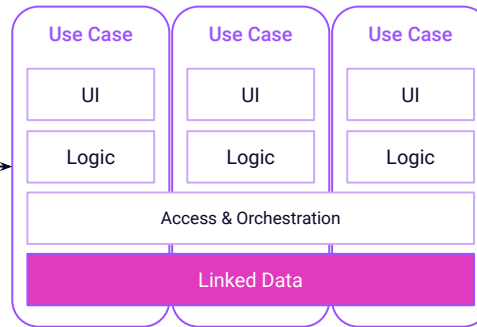 Use Case
Use Case
Use Case
UI
UI
UI
Logic
Logic
Logic
Access & Orchestration
Linked Data